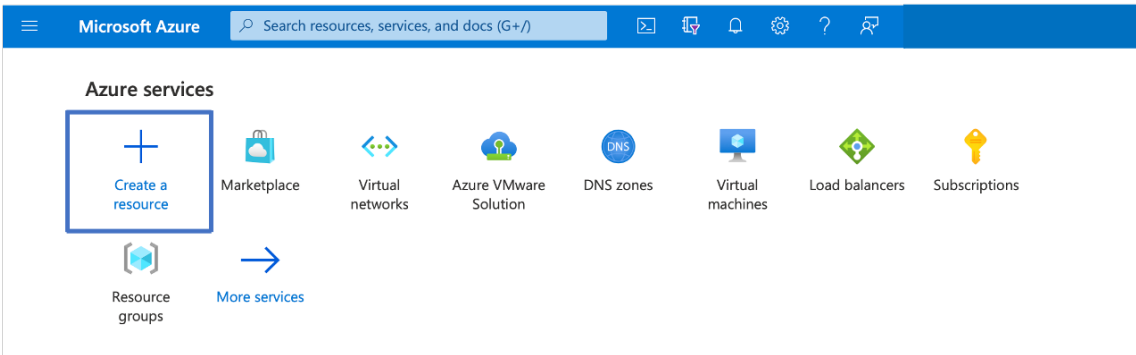 Microsoft Azure
Search resources, services, and docs (G+/)
Azure services
Create a
resource
Marketplace
Virtual
networks
Azure VMware
Solution
DNS
DNS zones
Virtual
machines
Load balancers
Subscriptions
Resource
groups
More services